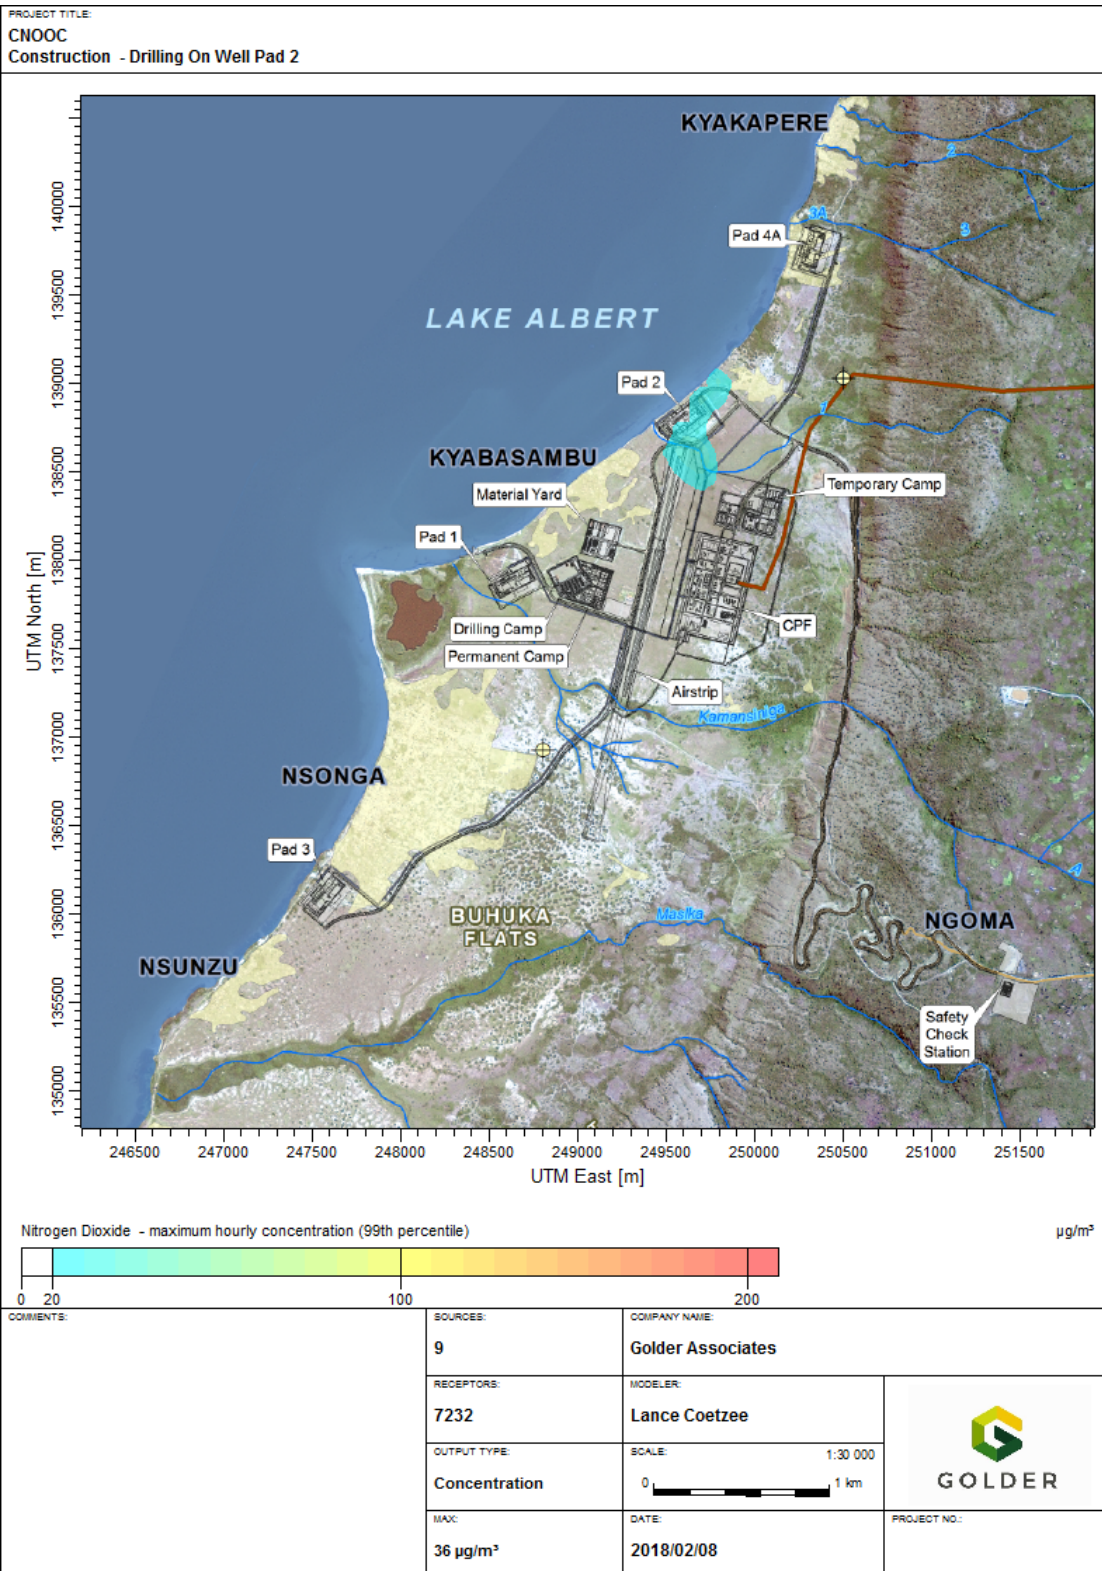 PROJECT TITLE:
CNOOC
Construction - Drilling On Well Pad 2
KYAKAPERE
2
3A
3
Pad 4A
LAKE ALBERT
Pad 2
1
KYABASAMBU
Temporary Camp
Material Yard
Pad 1
Drilling Camp
CPF
Permanent Camp
Airstrip
Kamansiniga
NSONGA
Pad 3
A
BUHUKA
FLATS
Masika
NGOMA
NSUNZU
Safety
Check
Station
UTM North [m]
140000
139500
139000
138500
138000
137500
137000
136500
136000
135500
135000
246500 247000 247500 248000 248500 249000 249500 250000 250500 251000 251500
UTM East [m]
Nitrogen Dioxide - maximum hourly concentration (99th percentile)
µg/m³
0 20 100 200
COMMENTS:
SOURCES:
9
COMPANY NAME:
Golder Associates
RECEPTORS:
7232
MODELER:
Lance Coetzee
OUTPUT TYPE:
Concentration
SCALE:
1:30 000
0 1 km
GOLDER
MAX:
36 µg/m³
DATE:
2018/02/08
PROJECT NO.: